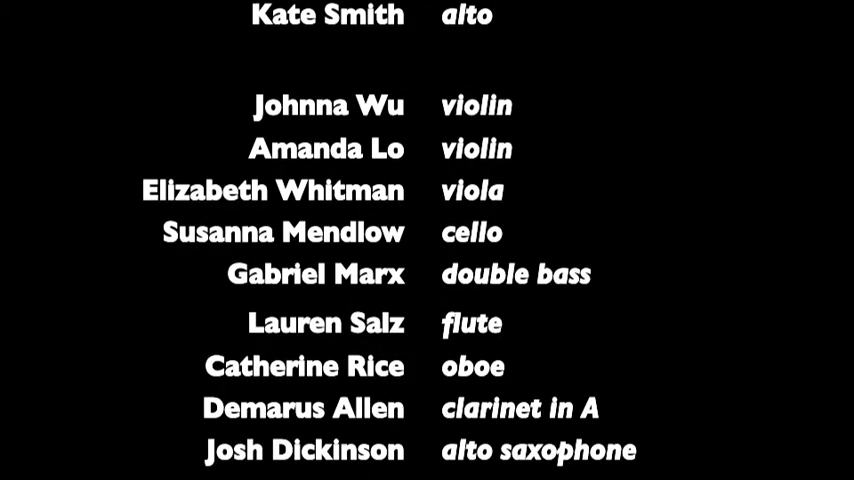 Kate Smith alto
Johnna Wu violin
Amanda Lo violin
Elizabeth Whitman viola
Susanna Mendlow cello
Gabriel Marx double bass
Lauren Salz flute
Catherine Rice oboe
Demarus Allen clarinet in A
Josh Dickinson alto saxophone